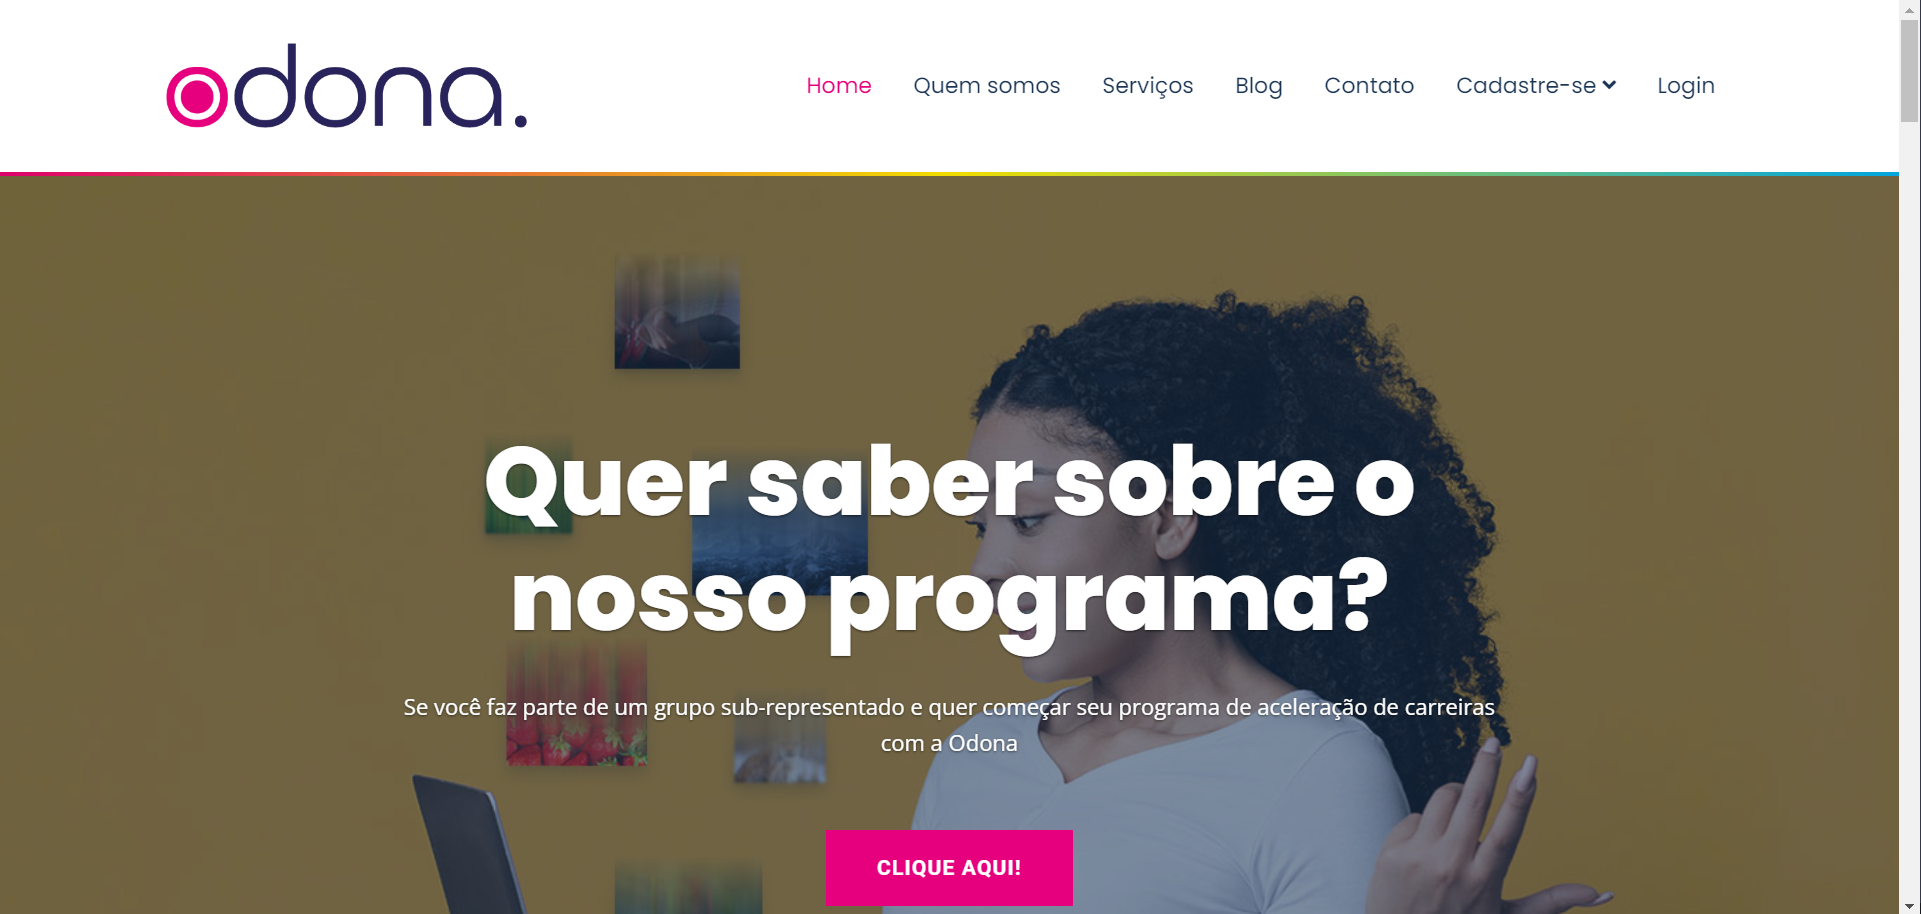 odona.
Home Quem somos Serviços Blog Contato Cadastre-se Login
Quer saber sobre o
nosso programa?
Se você faz parte de um grupo sub-representado e quer começar seu programa de aceleração de carreiras
com a Odona
CLIQUE AQUI!